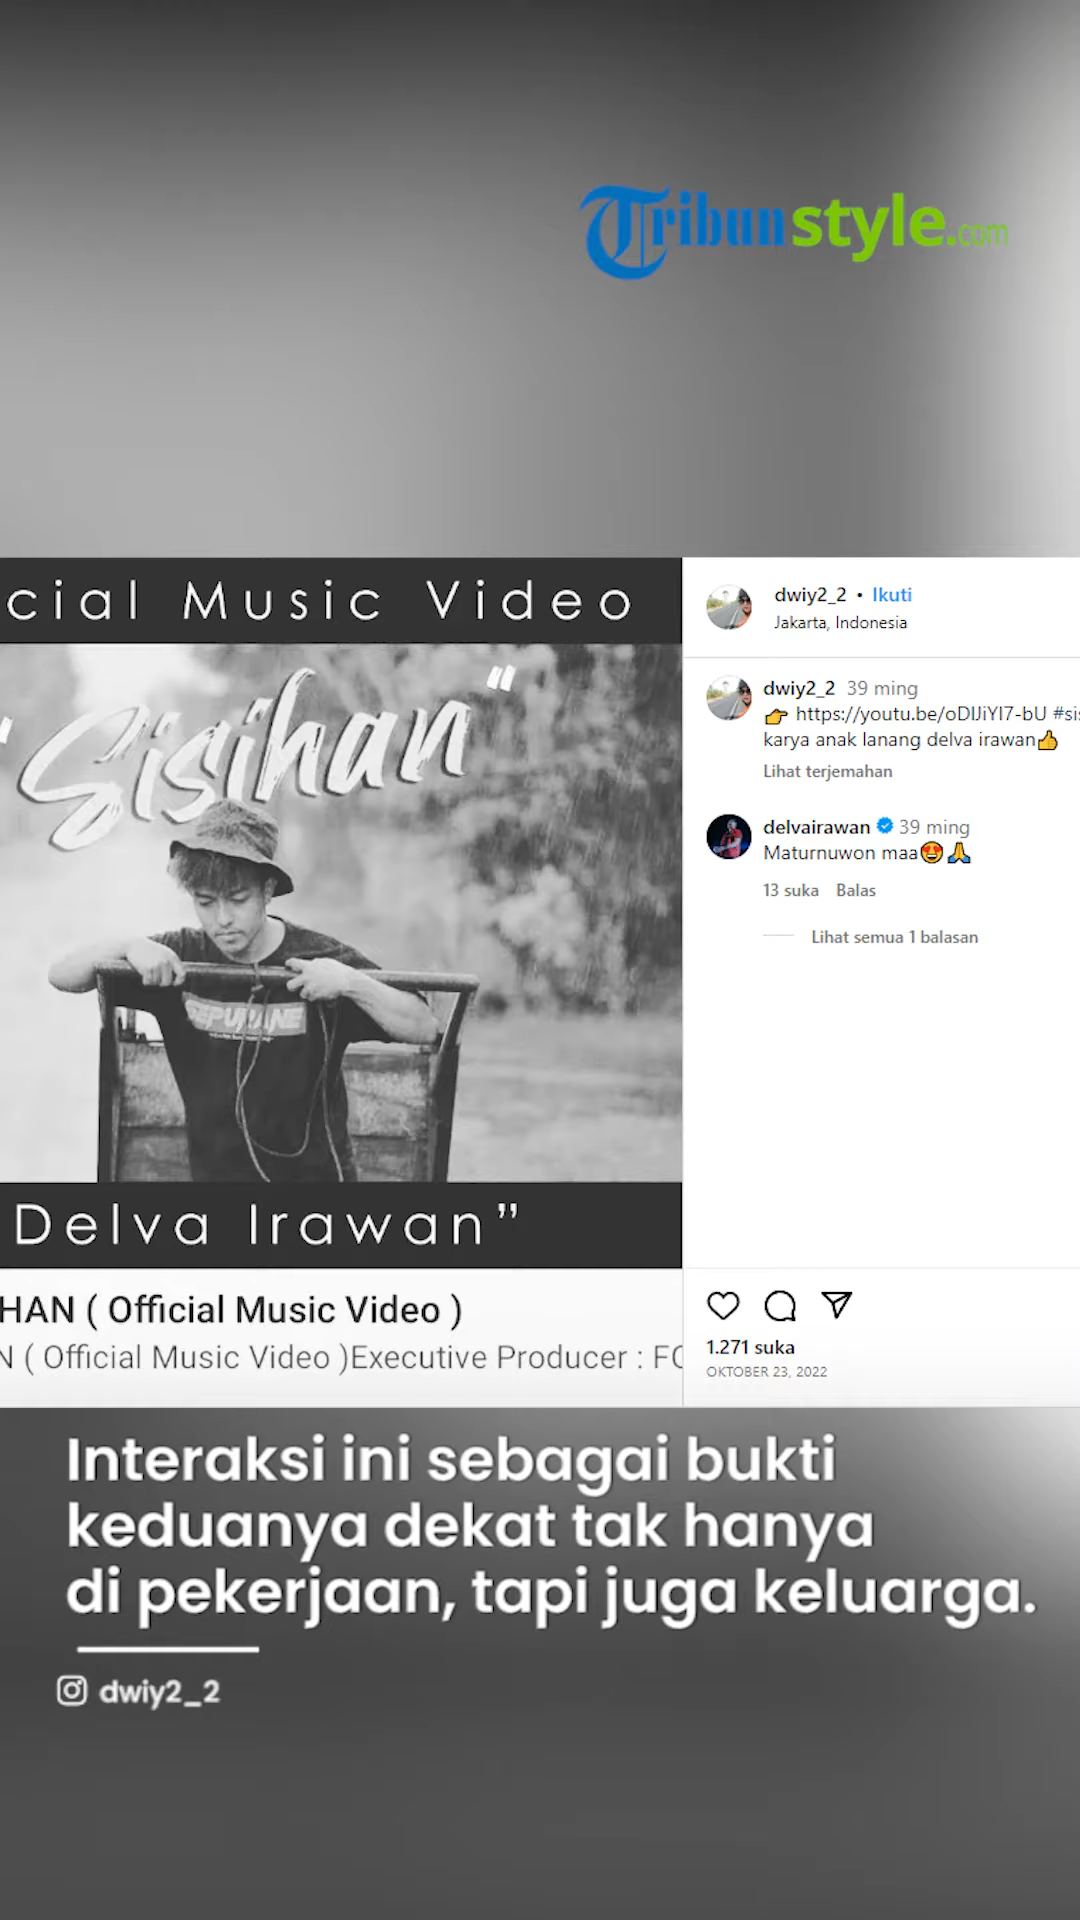 Tribunstyle.com
cial Music Video
"Sisihan"
SEPURANE
Delva Irawan"
HAN ( Official Music Video )
N ( Official Music Video )Executive Producer : FC
dwiy2_2 • Ikuti
Jakarta, Indonesia
dwiy2_2 39 ming
👉 https://youtu.be/oDIJiYI7-bU #sis
karya anak lanang delva irawan👍
Lihat terjemahan
delvairawan 39 ming
Maturnuwon maa😍🙏
13 suka Balas
Lihat semua 1 balasan
1.271 suka
OKTOBER 23, 2022
Interaksi ini sebagai bukti
keduanya dekat tak hanya
di pekerjaan, tapi juga keluarga.
dwiy2_2